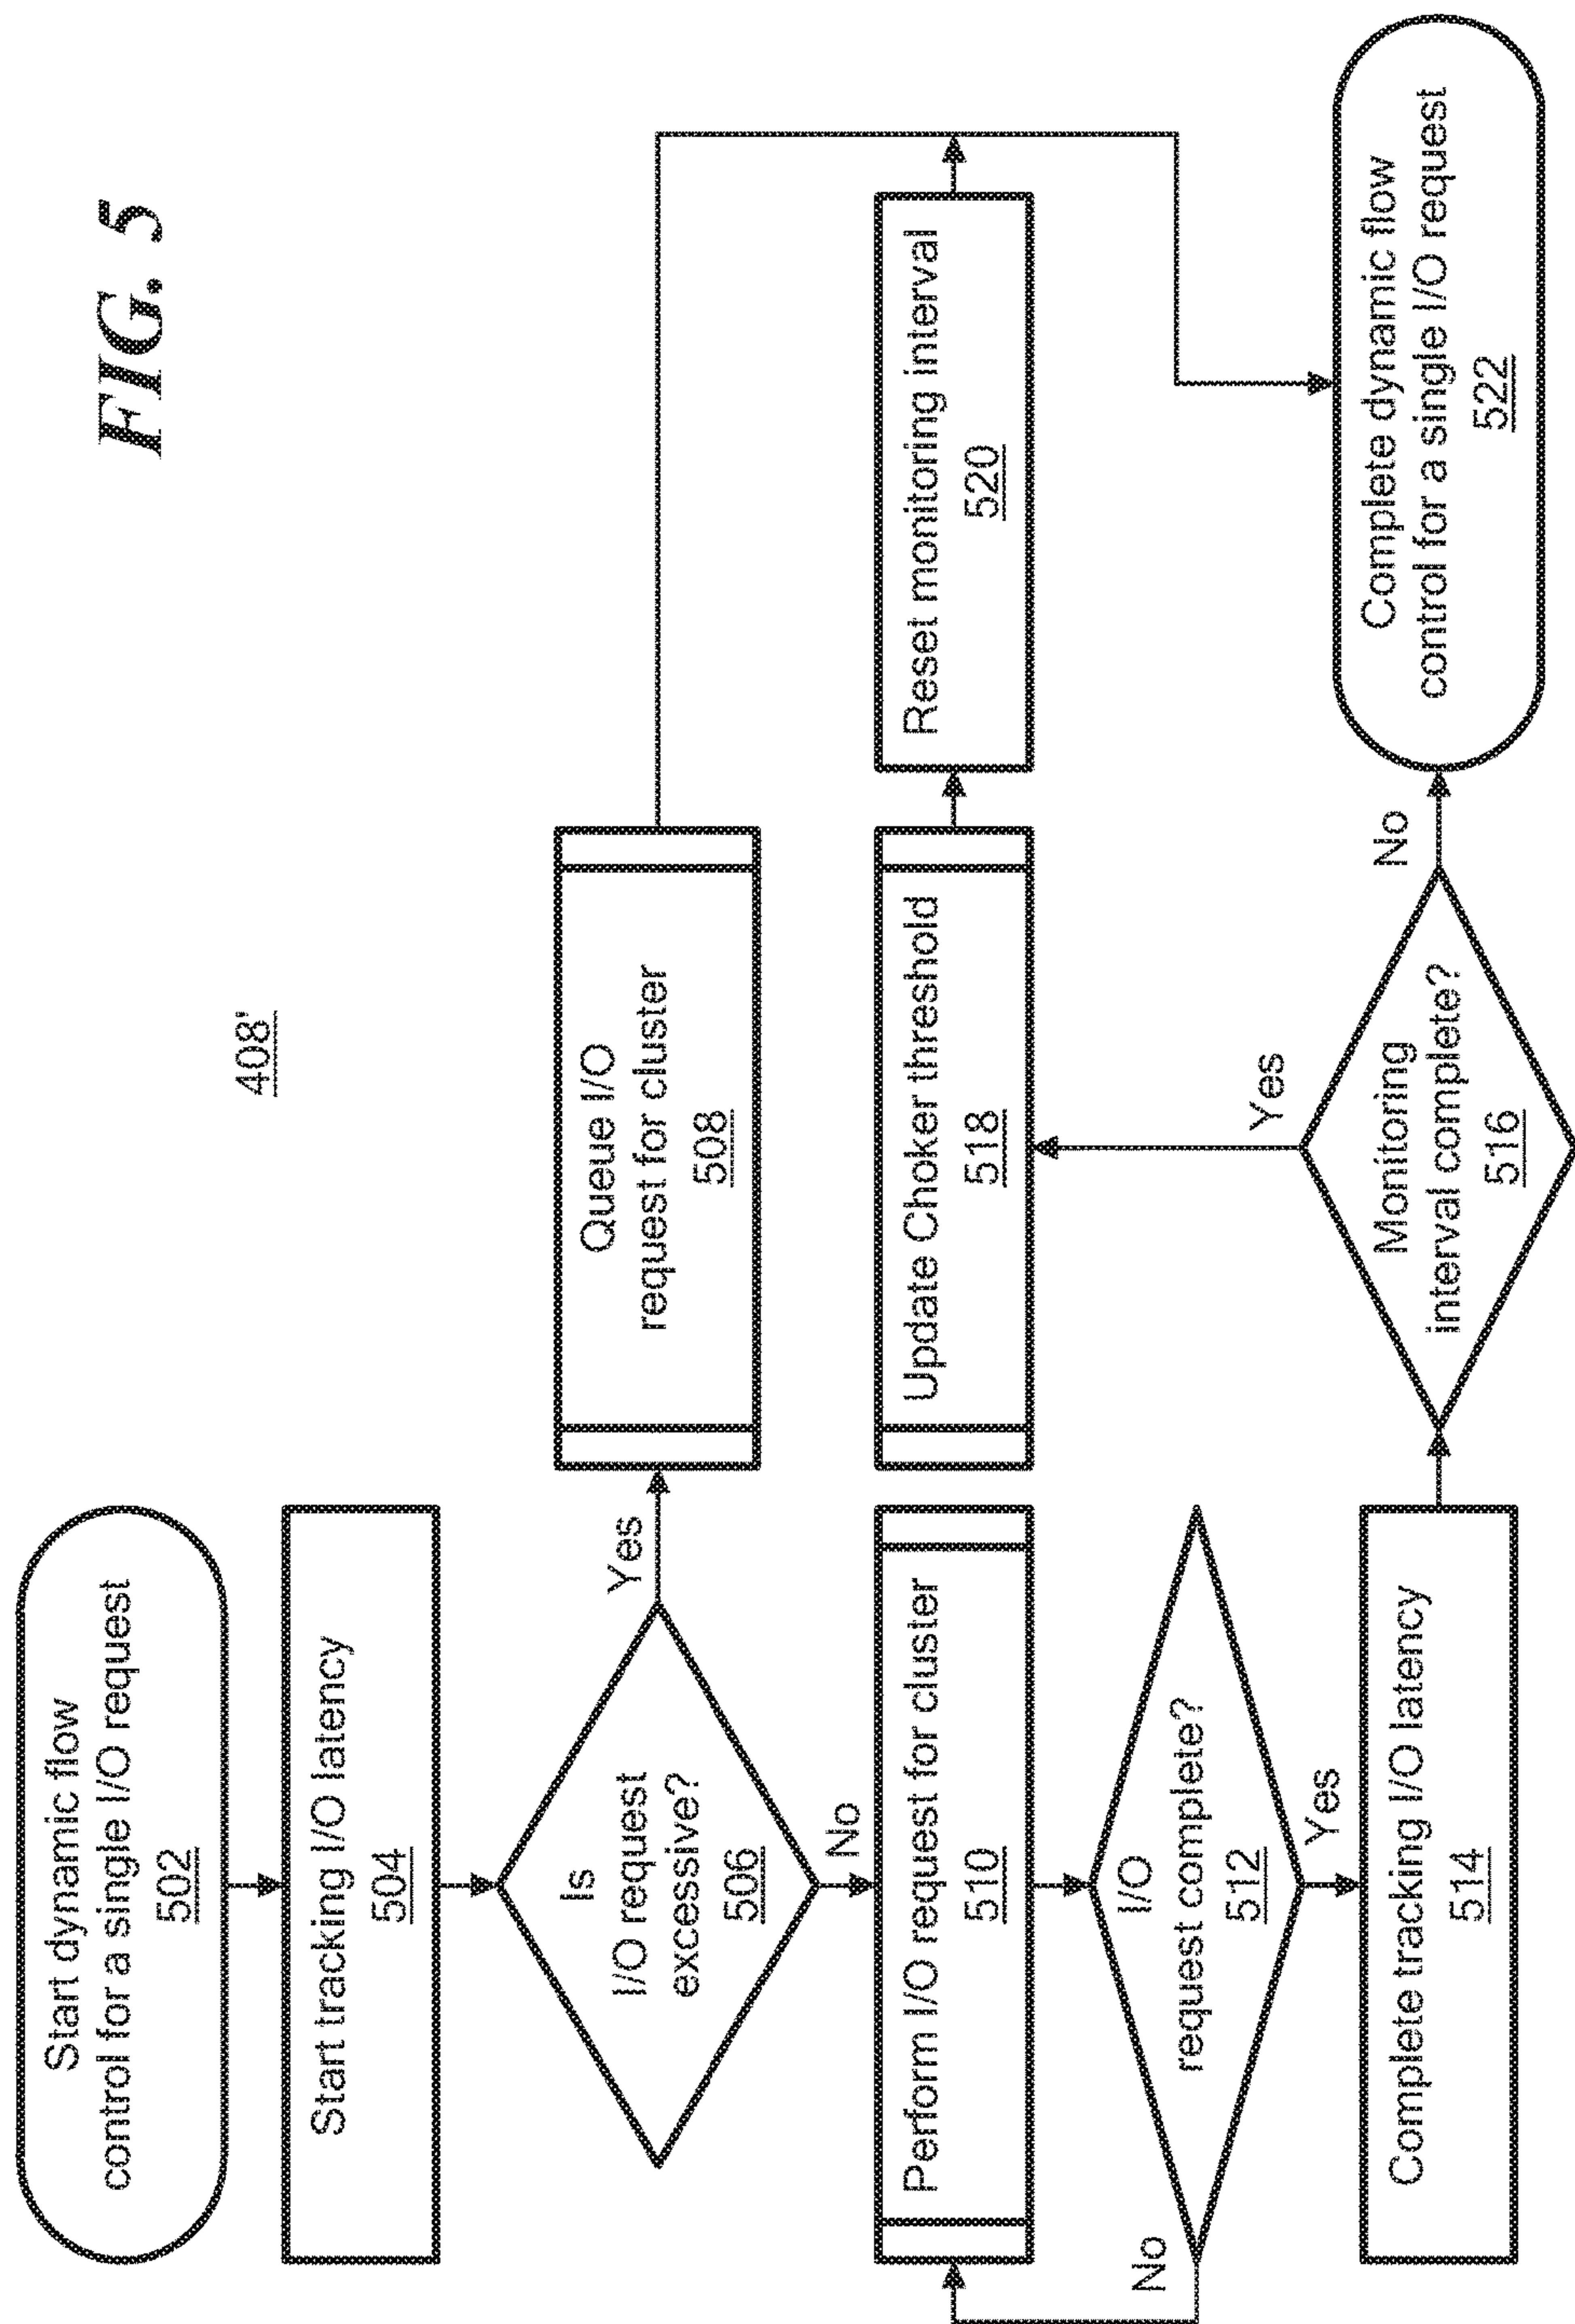 FIG. 5
408'
Start dynamic flow
control for a single I/O request
502
Start tracking I/O latency
504
Is
I/O request
excessive?
506
Yes
No
Queue I/O
request for cluster
508
Perform I/O request for cluster
510
I/O
request complete?
512
No
Yes
Complete tracking I/O latency
514
Monitoring
interval complete?
516
Yes
No
Update Choker threshold
518
Reset monitoring interval
520
Complete dynamic flow
control for a single I/O request
522